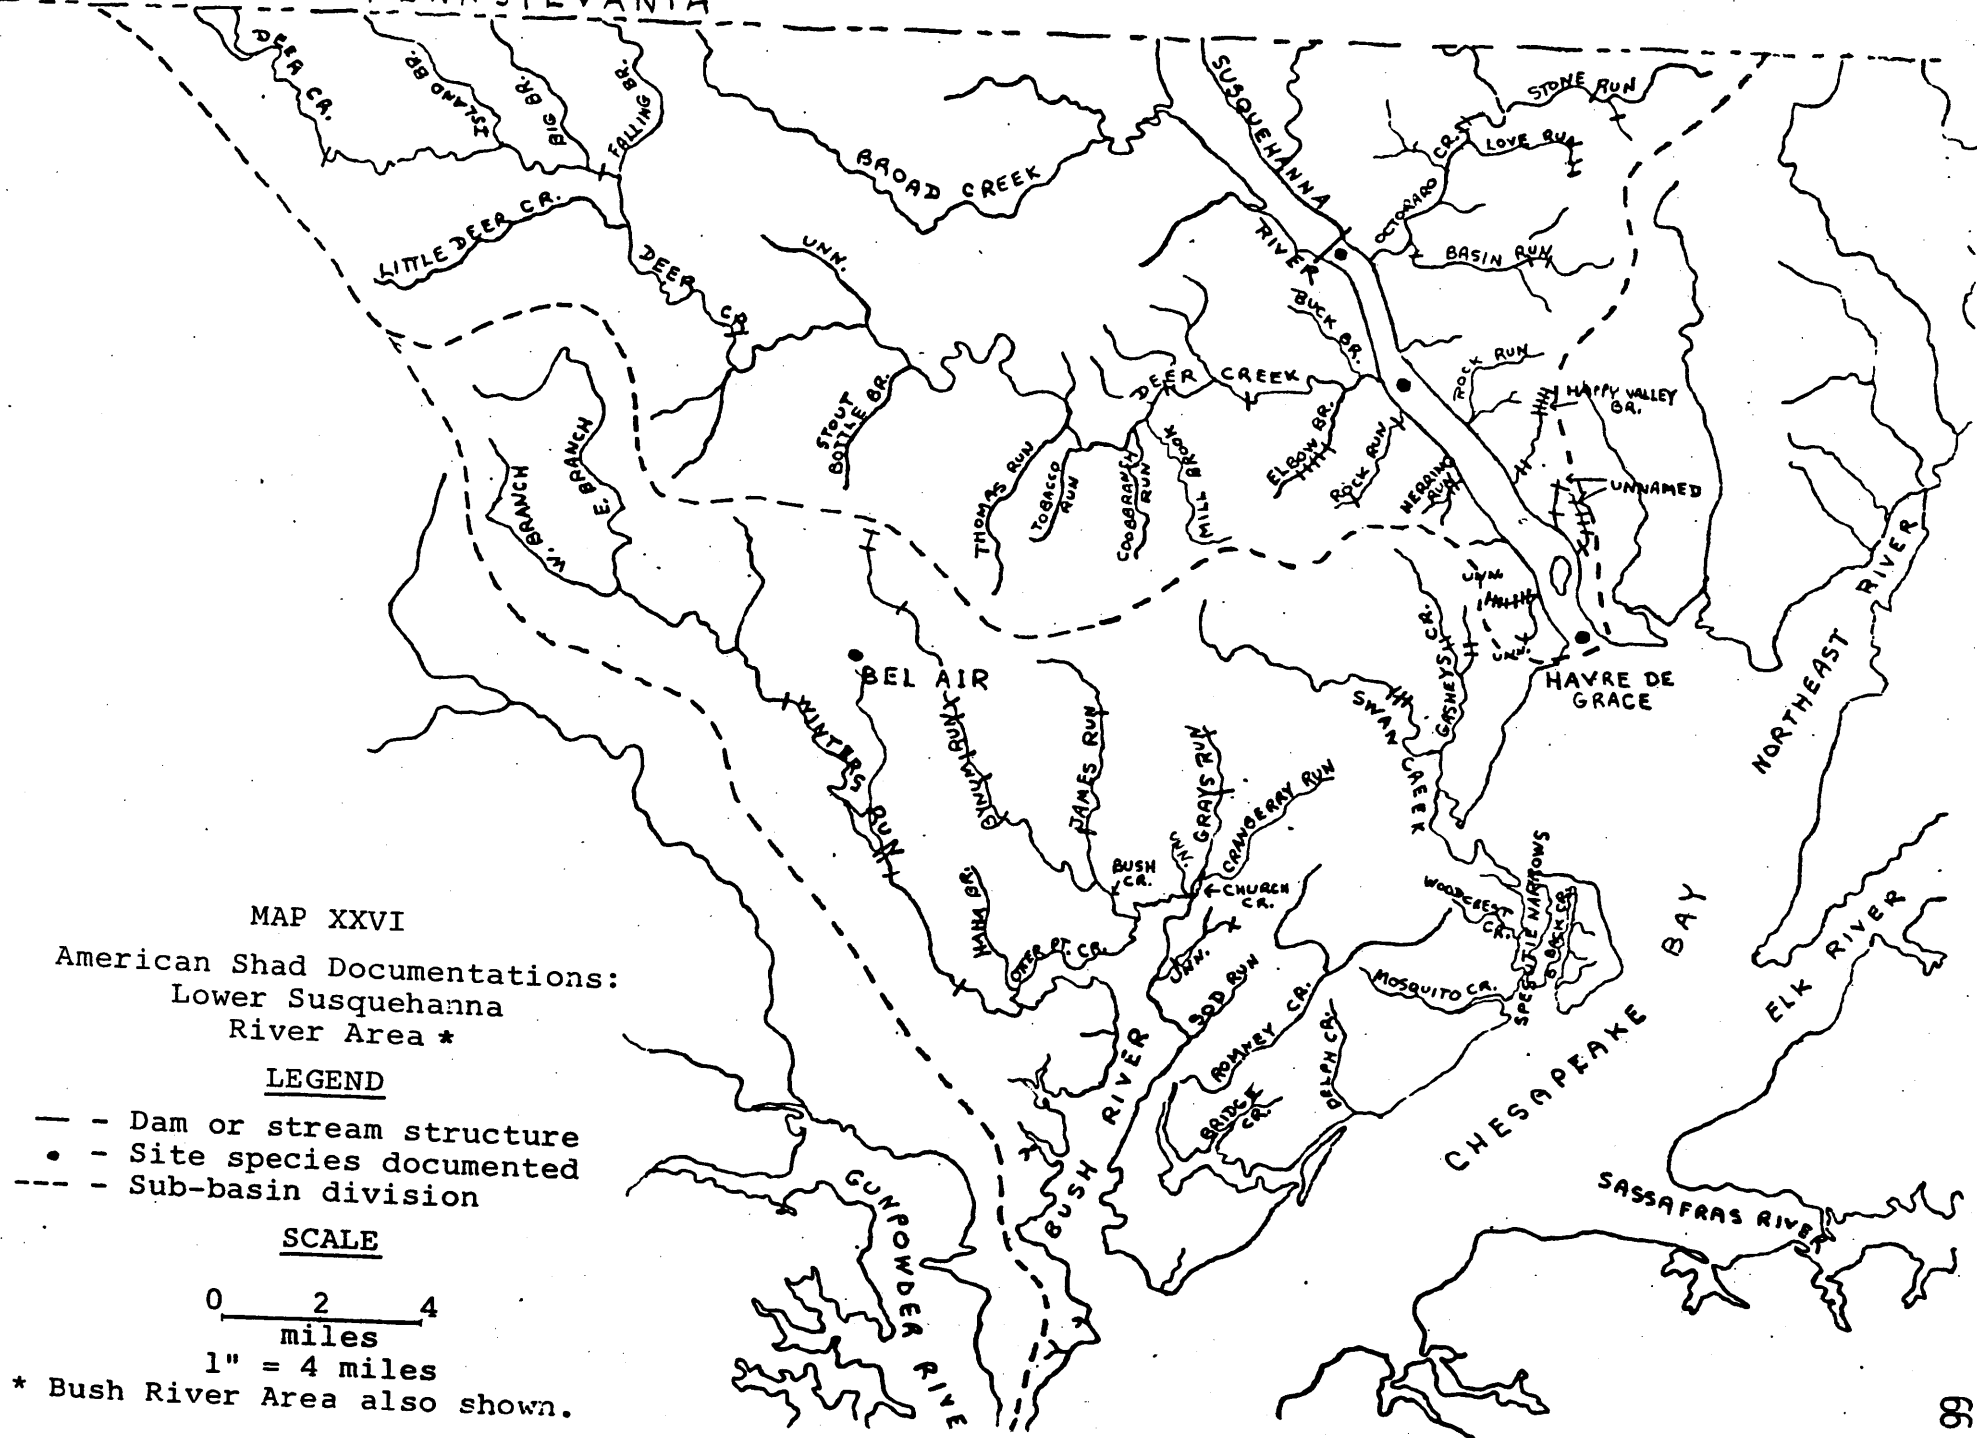 PENNSYLVANIA
DEER CR.
ISLAND BR.
BIG BR.
FALLING BR.
SUSQUEHANNA
RIVER
STONE RUN
LOVE RUN
OCTORARO CR.
BASIN RUN
BROAD CREEK
LITTLE DEER CR.
DEER CR.
UNN.
BUCK BR.
ROCK RUN
HAPPY VALLEY
BR.
DEER CREEK
STOUT
BOTTLE BR.
THOMAS RUN
TOBACCO
RUN
COOBBRANCH
RUN
MILL BROOK
ELBOW BR.
ROCK RUN
HERRING
RUN
UNNAMED
W. BRANCH
E. BRANCH
UNN.
UNN.
HAVRE DE
GRACE
NORTHEAST RIVER
BEL AIR
WINTERS RUN
BYNUM RUN
JAMES RUN
GRAYS RUN
CRANBERRY RUN
UNN.
BUSH
CR.
CHURCH
CR.
SWAN CREEK
GASHEYS CR.
HAHA BR.
OTTER PT. CR.
UNN.
SOD RUN
ROMNEY CR.
DELPH CR.
BRIDGE
CR.
WOODCREST
CR.
SPESUTIE NARROWS
B. BACK CR.
MOSQUITO CR.
BUSH RIVER
CHESAPEAKE BAY
ELK RIVER
SASSAFRAS RIVER
GUNPOWDER RIVE
MAP XXVI
American Shad Documentations:
Lower Susquehanna
River Area *
LEGEND
— - Dam or stream structure
• - Site species documented
--- - Sub-basin division
SCALE
0 2 4
miles
1" = 4 miles
* Bush River Area also shown.
99